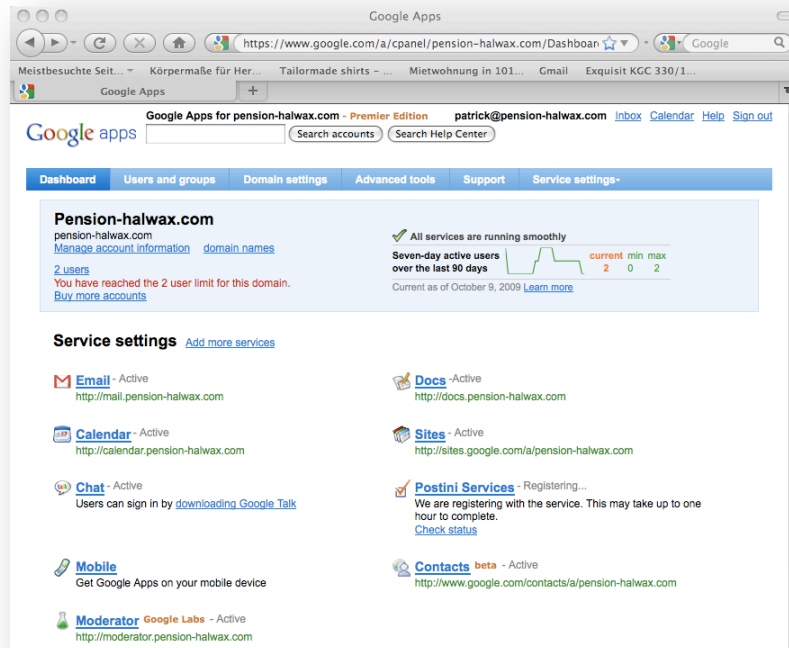 Google Apps
https://www.google.com/a/cpanel/pension-halwax.com/Dashboar
Google
Meistbesuchte Seit... Körpermaße für Her... Tailormade shirts – ... Mietwohnung in 101... Gmail Exquisit KGC 330/1...
Google Apps +
Google Apps for pension-halwax.com - Premier Edition patrick@pension-halwax.com Inbox Calendar Help Sign out
Google apps Search accounts Search Help Center
Dashboard Users and groups Domain settings Advanced tools Support Service settings
Pension-halwax.com
pension-halwax.com
Manage account information domain names
2 users
You have reached the 2 user limit for this domain.
Buy more accounts
All services are running smoothly
Seven-day active users current min max
over the last 90 days 2 0 2
Current as of October 9, 2009 Learn more
Service settings Add more services
Email - Active
http://mail.pension-halwax.com
Docs -Active
http://docs.pension-halwax.com
Calendar - Active
http://calendar.pension-halwax.com
Sites - Active
http://sites.google.com/a/pension-halwax.com
Chat - Active
Users can sign in by downloading Google Talk
Postini Services - Registering...
We are registering with the service. This may take up to one
hour to complete.
Check status
Mobile
Get Google Apps on your mobile device
Contacts beta - Active
http://www.google.com/contacts/a/pension-halwax.com
Moderator Google Labs - Active
http://moderator.pension-halwax.com